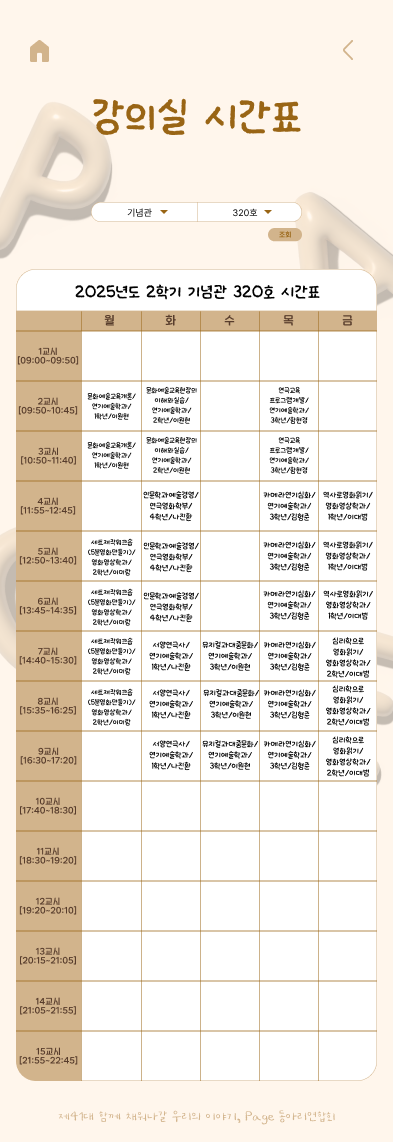 강의실 시간표
기념관
320호
조회
2025년도 2학기 기념관 320호 시간표
월 화 수 목 금
1교시
[09:00~09:50]
2교시
[09:50~10:45]
문화예술교육개론/
연기예술학과/
1학년/이원현
문화예술교육현장의
이해와실습/
연기예술학과/
2학년/이원현
연극교육
프로그램개발/
연기예술학과/
3학년/함현경
3교시
[10:50~11:40]
문화예술교육개론/
연기예술학과/
1학년/이원현
문화예술교육현장의
이해와실습/
연기예술학과/
2학년/이원현
연극교육
프로그램개발/
연기예술학과/
3학년/함현경
4교시
[11:55~12:45]
인문학과예술경영/
연극영화학부/
4학년/나진환
카메라연기심화/
연기예술학과/
3학년/김형준
역사로영화읽기/
영화영상학과/
1학년/이대범
5교시
[12:50~13:40]
세트제작워크숍
(5분영화만들기)/
영화영상학과/
2학년/이미랑
인문학과예술경영/
연극영화학부/
4학년/나진환
카메라연기심화/
연기예술학과/
3학년/김형준
역사로영화읽기/
영화영상학과/
1학년/이대범
6교시
[13:45~14:35]
세트제작워크숍
(5분영화만들기)/
영화영상학과/
2학년/이미랑
인문학과예술경영/
연극영화학부/
4학년/나진환
카메라연기심화/
연기예술학과/
3학년/김형준
역사로영화읽기/
영화영상학과/
1학년/이대범
7교시
[14:40~15:30]
세트제작워크숍
(5분영화만들기)/
영화영상학과/
2학년/이미랑
서양연극사/
연기예술학과/
1학년/나진환
뮤지컬과대중문화/
연기예술학과/
3학년/이원현
카메라연기심화/
연기예술학과/
3학년/김형준
심리학으로
영화읽기/
영화영상학과/
2학년/이대범
8교시
[15:35~16:25]
세트제작워크숍
(5분영화만들기)/
영화영상학과/
2학년/이미랑
서양연극사/
연기예술학과/
1학년/나진환
뮤지컬과대중문화/
연기예술학과/
3학년/이원현
카메라연기심화/
연기예술학과/
3학년/김형준
심리학으로
영화읽기/
영화영상학과/
2학년/이대범
9교시
[16:30~17:20]
서양연극사/
연기예술학과/
1학년/나진환
뮤지컬과대중문화/
연기예술학과/
3학년/이원현
카메라연기심화/
연기예술학과/
3학년/김형준
심리학으로
영화읽기/
영화영상학과/
2학년/이대범
10교시
[17:40~18:30]
11교시
[18:30~19:20]
12교시
[19:20~20:10]
13교시
[20:15~21:05]
14교시
[21:05~21:55]
15교시
[21:55~22:45]
제41대 함께 채워나갈 우리의 이야기, Page 동아리연합회